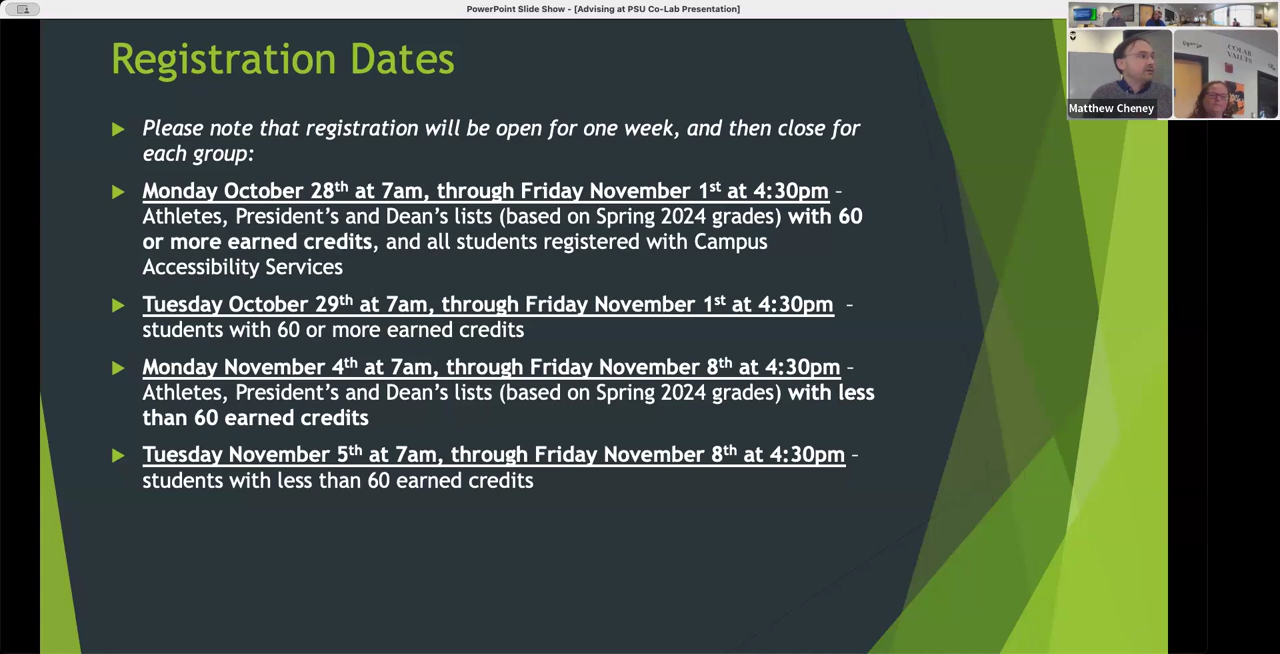 PowerPoint Slide Show - [Advising at PSU Co-Lab Presentation]
Registration Dates
Please note that registration will be open for one week, and then close for
each group:
Monday October 28th at 7am, through Friday November 1st at 4:30pm –
Athletes, President's and Dean's lists (based on Spring 2024 grades) with 60
or more earned credits, and all students registered with Campus
Accessibility Services
Tuesday October 29th at 7am, through Friday November 1st at 4:30pm –
students with 60 or more earned credits
Monday November 4th at 7am, through Friday November 8th at 4:30pm –
Athletes, President's and Dean's lists (based on Spring 2024 grades) with less
than 60 earned credits
Tuesday November 5th at 7am, through Friday November 8th at 4:30pm –
students with less than 60 earned credits
Matthew Cheney
COLAB
VALUES